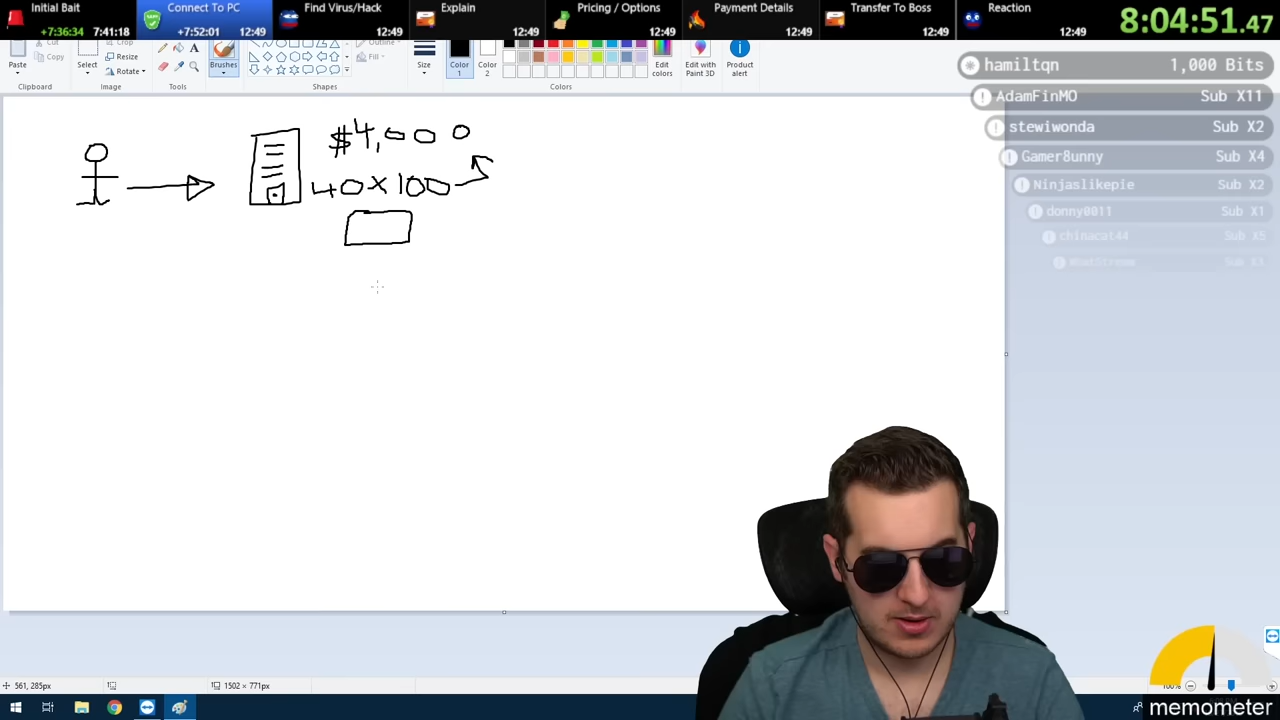 Initial Bait
+7:36:34 7:41:18
Connect To PC
+7:52:01 12:49
Find Virus/Hack
12:49
Explain
12:49
Pricing / Options
12:49
Payment Details
12:49
Transfer To Boss
12:49
Reaction
12:49
8:04:51.47
Paste
Cut
Copy
Clipboard
Select
Crop
Resize
Rotate
Image
A
Tools
Brushes
Outline
Fill
Shapes
Size
Color 1
Color 2
Edit colors
Colors
Edit with Paint 3D
Product alert
hamiltqn 1,000 Bits
AdamFinMO Sub X11
stewiwonda Sub X2
Gamer8unny Sub X4
Ninjaslikepie Sub X2
donny0011 Sub X1
chinacat44 Sub X5
$4,000
40x100
561, 285px
1502 × 771px
100%
memometer